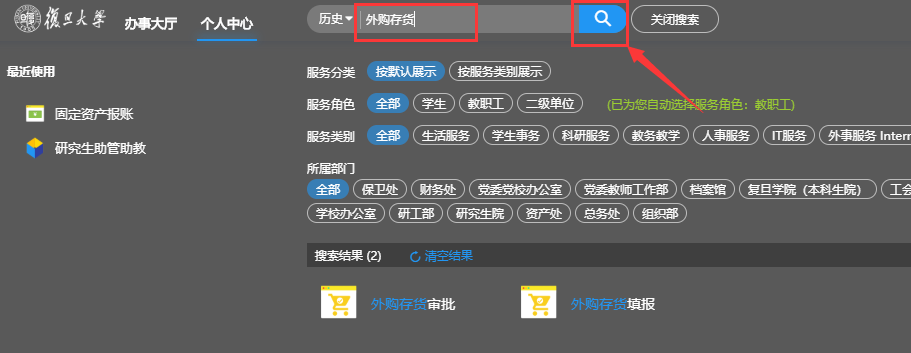 復旦大學 办事大厅 个人中心 历史 外购存货 关闭搜索
最近使用
固定资产报账
研究生助管助教
服务分类 按默认展示 按服务类别展示
服务角色 全部 学生 教职工 二级单位 (已为您自动选择服务角色：教职工)
服务类别 全部 生活服务 学生事务 科研服务 教务教学 人事服务 IT服务 外事服务 Intern
所属部门
全部 保卫处 财务处 党委党校办公室 党委教师工作部 档案馆 复旦学院（本科生院） 工会
学校办公室 研工部 研究生院 资产处 总务处 组织部
搜索结果 (2) 清空结果
外购存货审批 外购存货填报